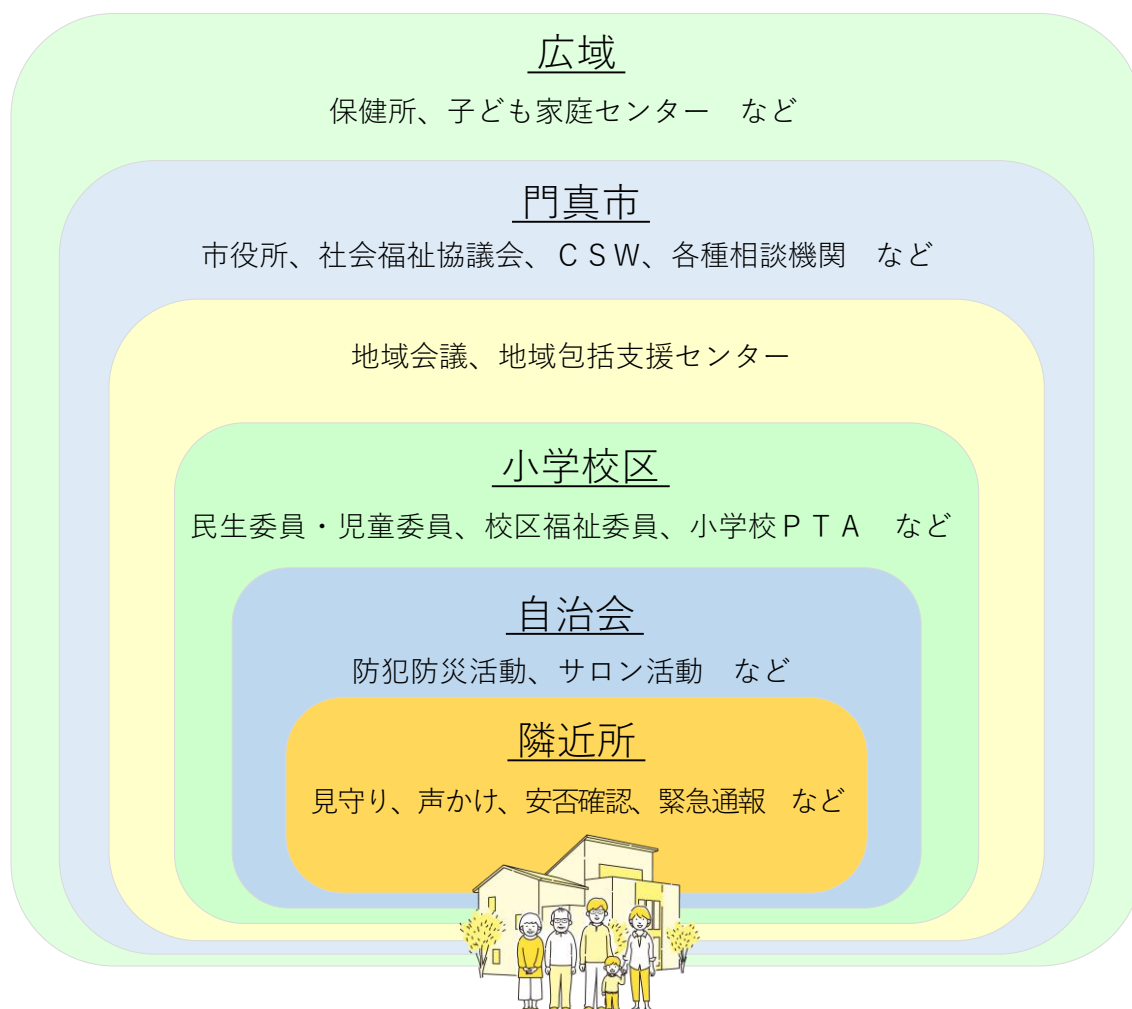 広域
保健所、子ども家庭センター　など
門真市
市役所、社会福祉協議会、ＣＳＷ、各種相談機関　など
地域会議、地域包括支援センター
小学校区
民生委員・児童委員、校区福祉委員、小学校ＰＴＡ　など
自治会
防犯防災活動、サロン活動　など
隣近所
見守り、声かけ、安否確認、緊急通報　など